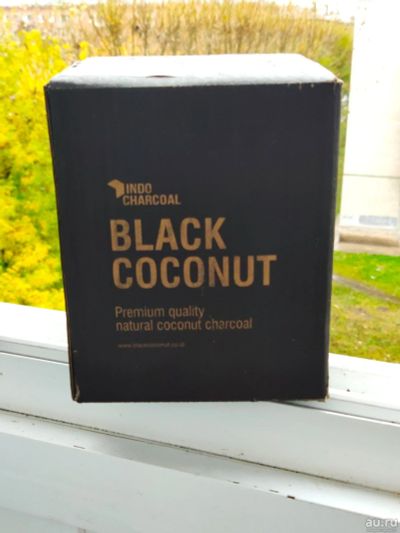 INDO
CHARCOAL
BLACK
COCONUT
Premium quality
natural coconut charcoal
au.ru